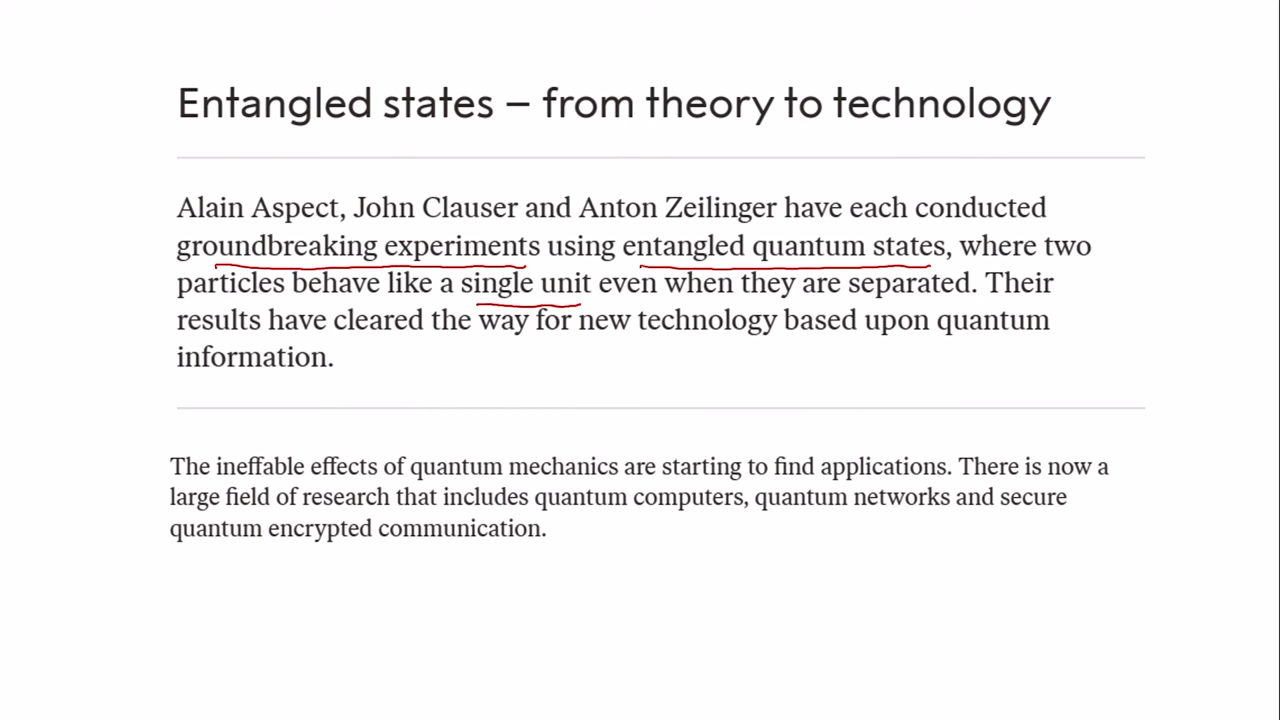 Entangled states – from theory to technology
Alain Aspect, John Clauser and Anton Zeilinger have each conducted
groundbreaking experiments using entangled quantum states, where two
particles behave like a single unit even when they are separated. Their
results have cleared the way for new technology based upon quantum
information.
The ineffable effects of quantum mechanics are starting to find applications. There is now a
large field of research that includes quantum computers, quantum networks and secure
quantum encrypted communication.